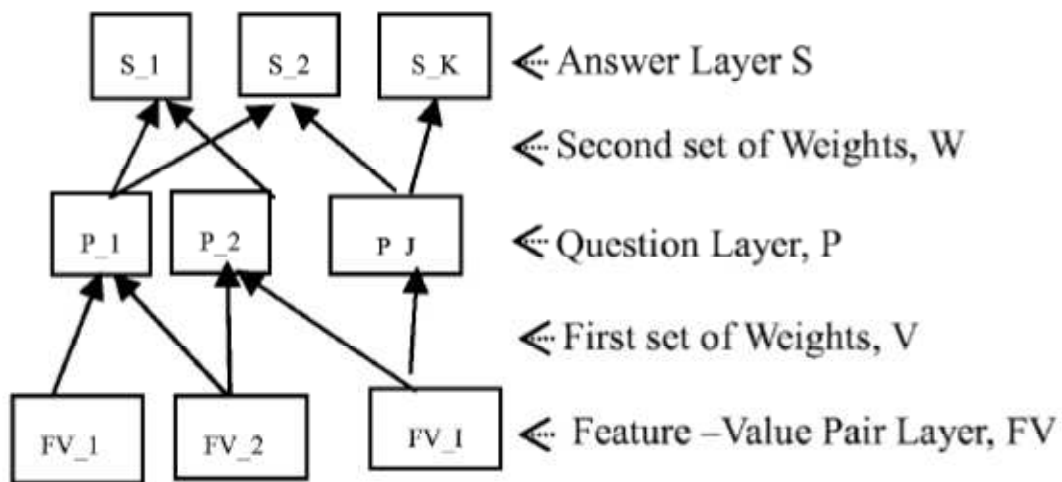 S_1 S_2 S_K Answer Layer S
Second set of Weights, W
P_1 P_2 P J Question Layer, P
First set of Weights, V
FV_1 FV_2 FV_I Feature –Value Pair Layer, FV